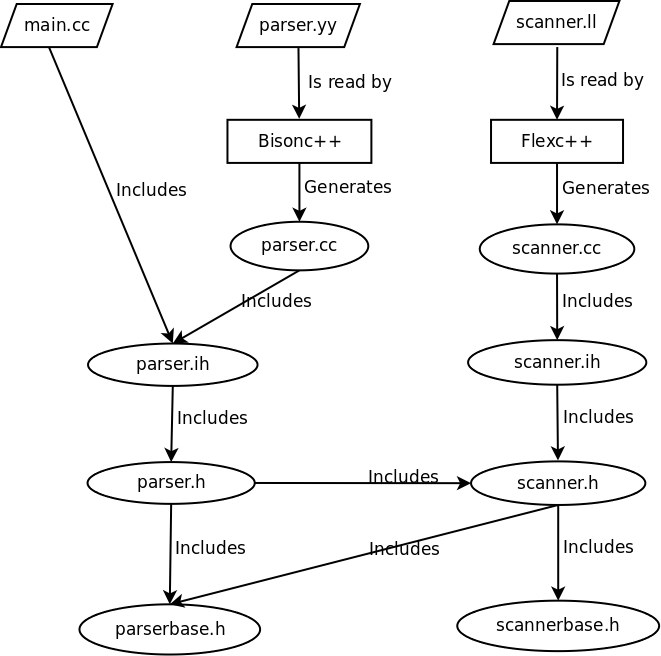 main.cc
parser.yy
scanner.ll
Is read by
Is read by
Bisonc++
Flexc++
Includes
Generates
Generates
parser.cc
scanner.cc
Includes
Includes
parser.ih
scanner.ih
Includes
Includes
parser.h
Includes
scanner.h
Includes
Includes
Includes
parserbase.h
scannerbase.h